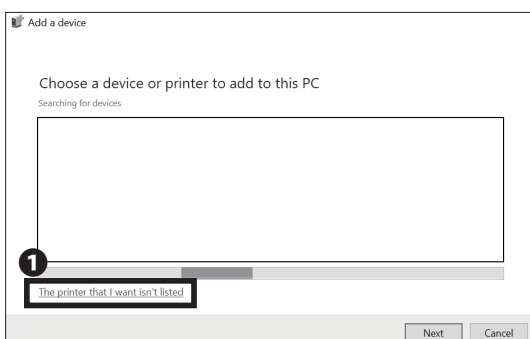 Add a device
Choose a device or printer to add to this PC
Searching for devices
1
The printer that I want isn't listed
Next Cancel